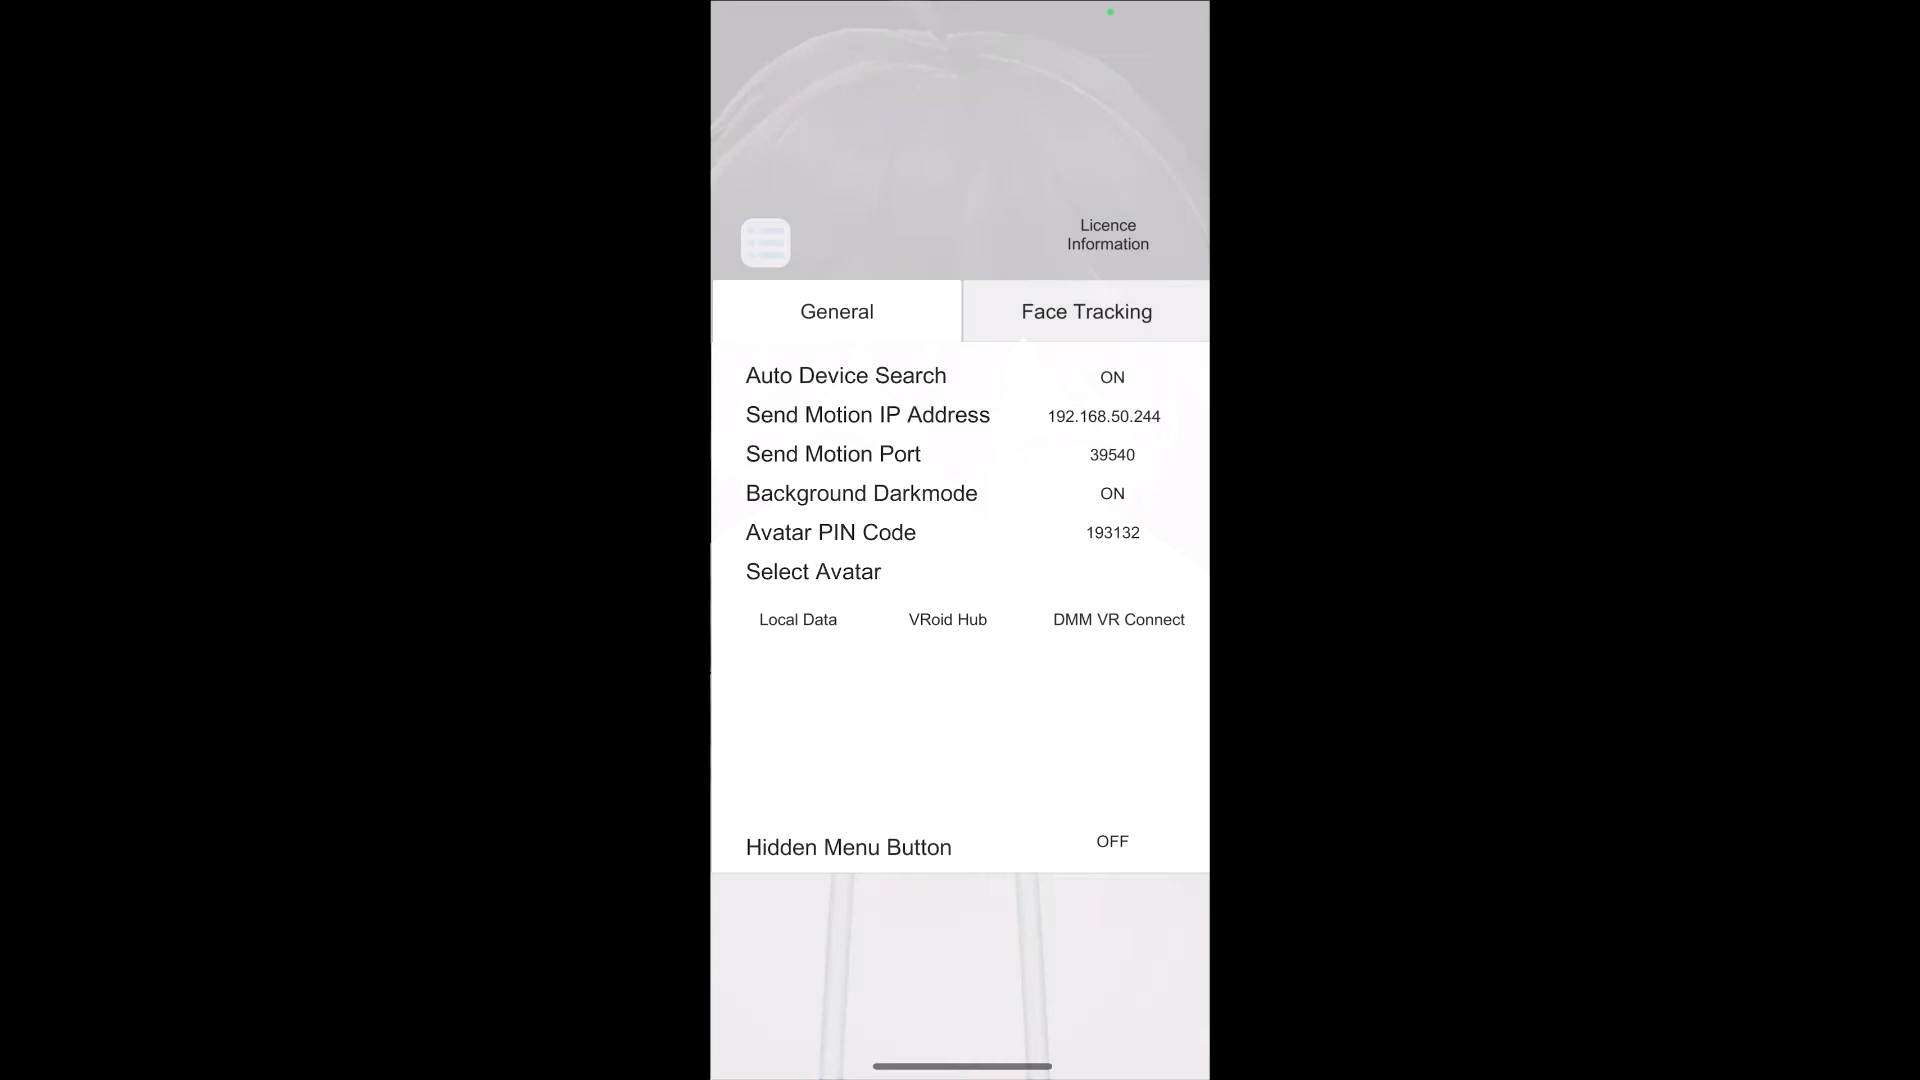 Licence
Information
General
Face Tracking
Auto Device Search
ON
Send Motion IP Address
192.168.50.244
Send Motion Port
39540
Background Darkmode
ON
Avatar PIN Code
193132
Select Avatar
Local Data
VRoid Hub
DMM VR Connect
Hidden Menu Button
OFF